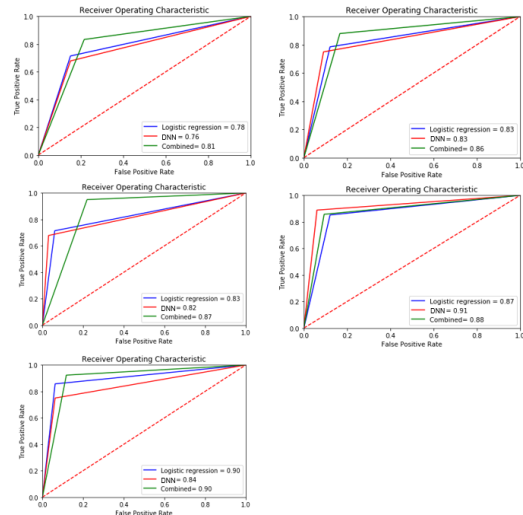 Receiver Operating Characteristic
1.0
0.8
0.6
0.4
0.2
0.0
True Positive Rate
Logistic regression = 0.78
DNN = 0.76
Combined= 0.81
0.0 0.2 0.4 0.6 0.8 1.0
False Positive Rate
Receiver Operating Characteristic
1.0
0.8
0.6
0.4
0.2
0.0
True Positive Rate
Logistic regression = 0.83
DNN = 0.83
Combined= 0.86
0.0 0.2 0.4 0.6 0.8 1.0
False Positive Rate
Receiver Operating Characteristic
1.0
0.8
0.6
0.4
0.2
0.0
True Positive Rate
Logistic regression = 0.83
DNN= 0.82
Combined= 0.87
0.0 0.2 0.4 0.6 0.8 1.0
False Positive Rate
Receiver Operating Characteristic
1.0
0.8
0.6
0.4
0.2
0.0
True Positive Rate
Logistic regression = 0.87
DNN= 0.91
Combined= 0.88
0.0 0.2 0.4 0.6 0.8 1.0
False Positive Rate
Receiver Operating Characteristic
1.0
0.8
0.6
0.4
0.2
0.0
True Positive Rate
Logistic regression = 0.90
DNN= 0.84
Combined= 0.90
0.0 0.2 0.4 0.6 0.8 1.0
False Positive Rate